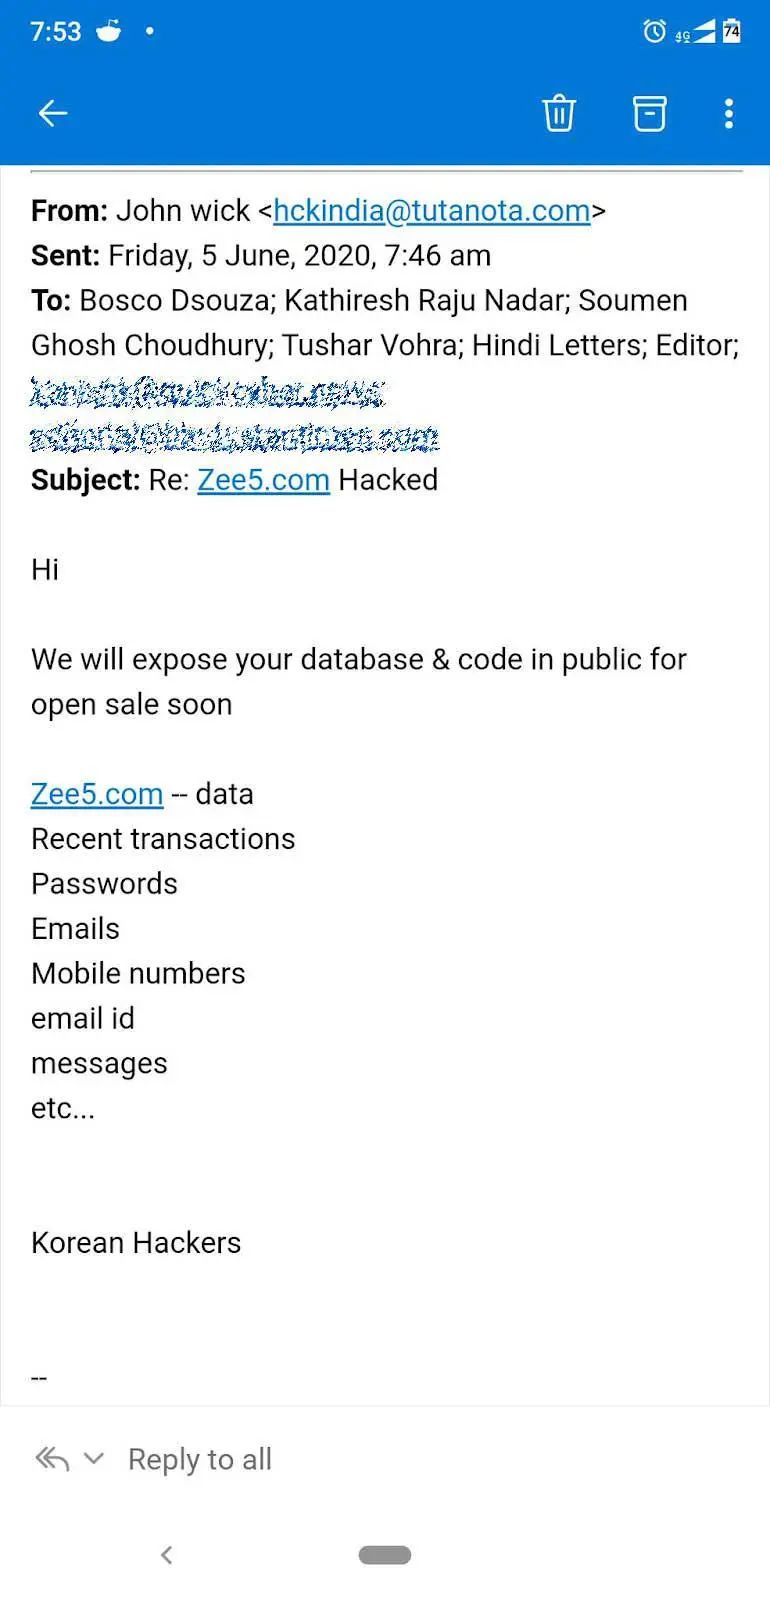 7:53
4G 74
From: John wick <hckindia@tutanota.com>
Sent: Friday, 5 June, 2020, 7:46 am
To: Bosco Dsouza; Kathiresh Raju Nadar; Soumen
Ghosh Choudhury; Tushar Vohra; Hindi Letters; Editor;
Subject: Re: Zee5.com Hacked
Hi
We will expose your database & code in public for
open sale soon
Zee5.com -- data
Recent transactions
Passwords
Emails
Mobile numbers
email id
messages
etc...
Korean Hackers
--
Reply to all